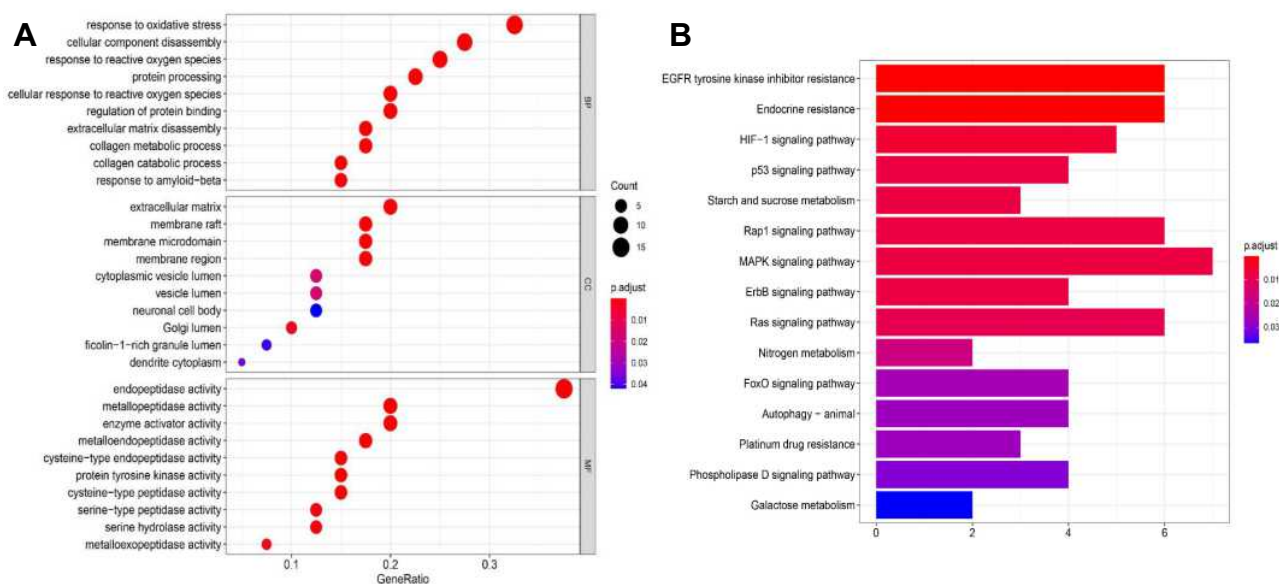 A
response to oxidative stress
cellular component disassembly
response to reactive oxygen species
protein processing
cellular response to reactive oxygen species
regulation of protein binding
extracellular matrix disassembly
collagen metabolic process
collagen catabolic process
response to amyloid-beta
BP
extracellular matrix
membrane raft
membrane microdomain
membrane region
cytoplasmic vesicle lumen
vesicle lumen
neuronal cell body
Golgi lumen
ficolin-1-rich granule lumen
dendrite cytoplasm
CC
endopeptidase activity
metallopeptidase activity
enzyme activator activity
metalloendopeptidase activity
cysteine-type endopeptidase activity
protein tyrosine kinase activity
cysteine-type peptidase activity
serine-type peptidase activity
serine hydrolase activity
metalloexopeptidase activity
MF
0.1 0.2 0.3
GeneRatio
Count
5
10
15
p.adjust
0.01
0.02
0.03
0.04
B
EGFR tyrosine kinase inhibitor resistance
Endocrine resistance
HIF-1 signaling pathway
p53 signaling pathway
Starch and sucrose metabolism
Rap1 signaling pathway
MAPK signaling pathway
ErbB signaling pathway
Ras signaling pathway
Nitrogen metabolism
FoxO signaling pathway
Autophagy - animal
Platinum drug resistance
Phospholipase D signaling pathway
Galactose metabolism
0 2 4 6
p.adjust
0.01
0.02
0.03